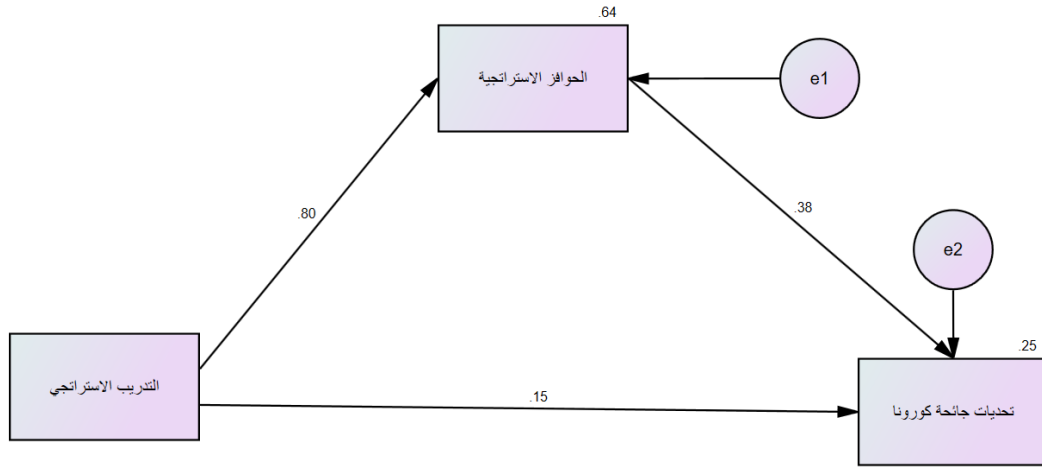 .64
الحوافز الاستراتجية
e1
.80
.38
e2
.25
التدريب الاستراتجي
.15
تحديات جائحة كورونا